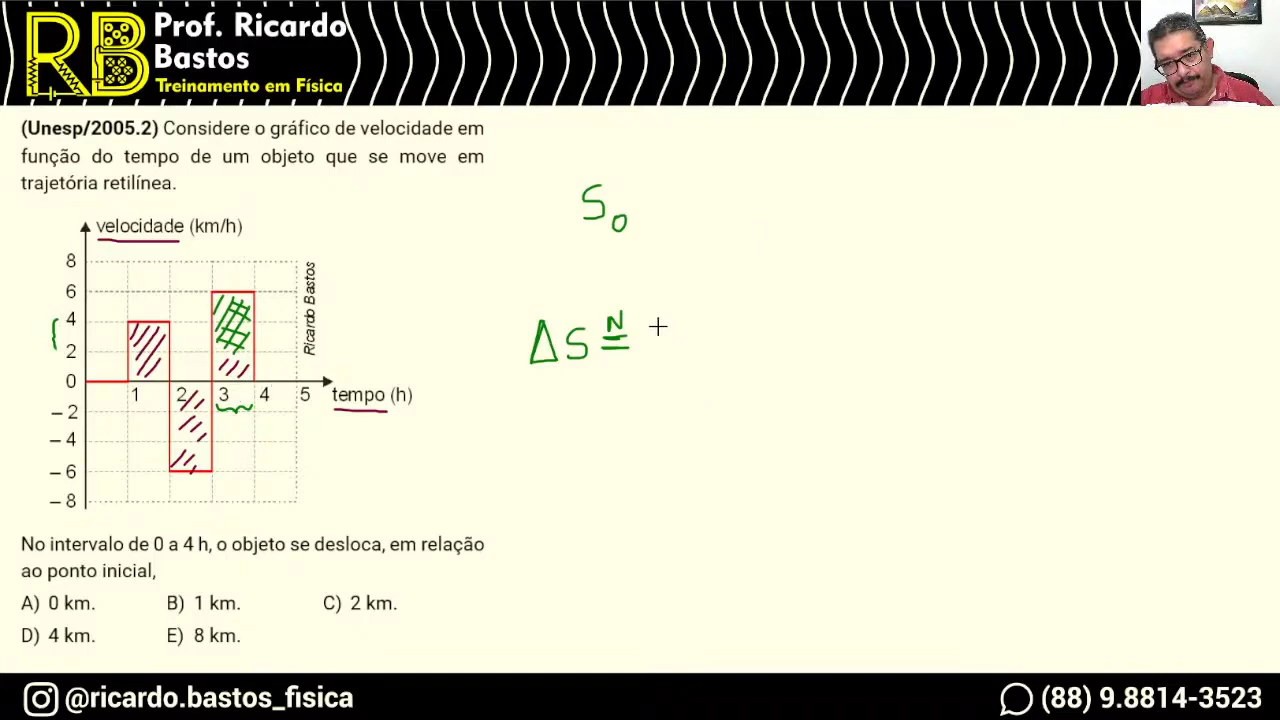 RB Prof. Ricardo
Bastos
Treinamento em Física
(Unesp/2005.2) Considere o gráfico de velocidade em
função do tempo de um objeto que se move em
trajetória retilínea.
velocidade (km/h)
8
6
4
2
0
– 2
– 4
– 6
– 8
1 2 3 4 5 tempo (h)
Ricardo Bastos
S₀
ΔS N=
No intervalo de 0 a 4 h, o objeto se desloca, em relação
ao ponto inicial,
A) 0 km. B) 1 km. C) 2 km.
D) 4 km. E) 8 km.
@ricardo.bastos_fisica (88) 9.8814-3523